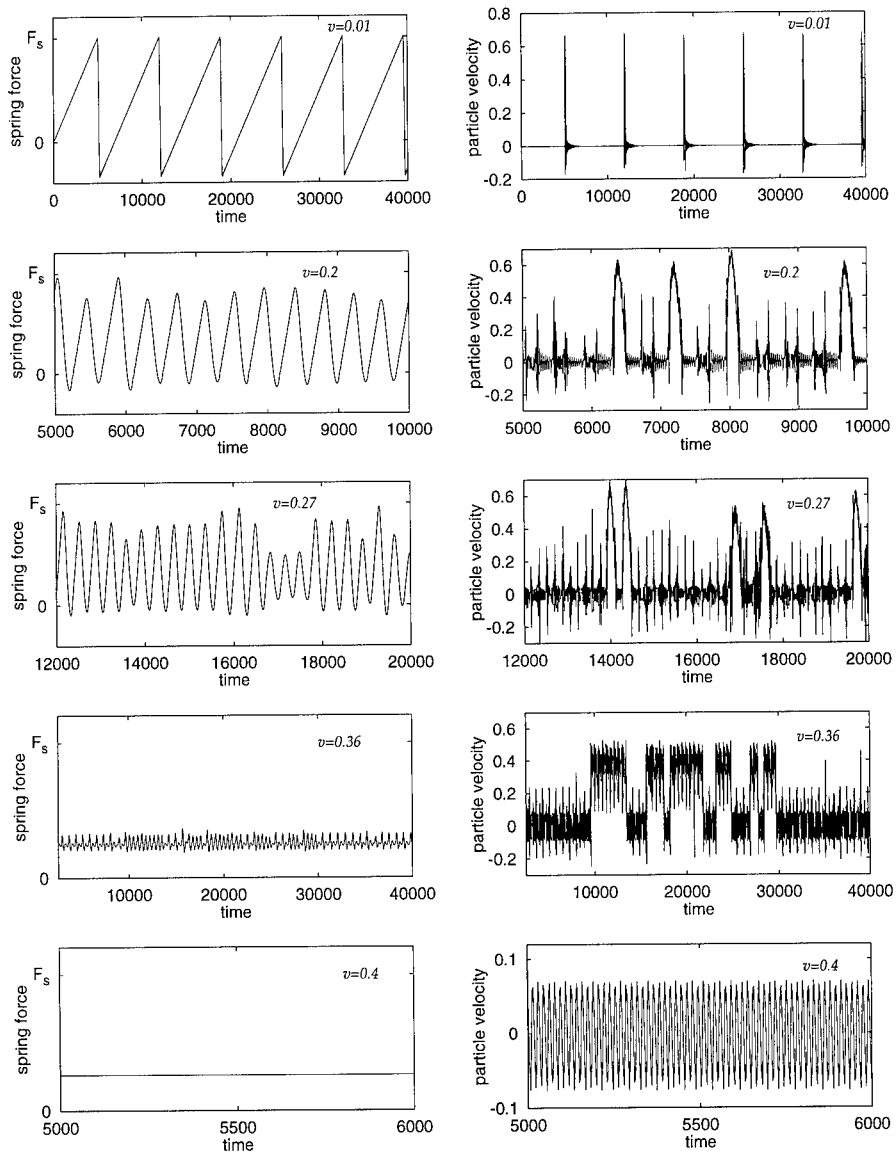 F_s
spring force
0
v=0.01
0 10000 20000 30000 40000
time
particle velocity
0.8
0.6
0.4
0.2
0
-0.2
v=0.01
0 10000 20000 30000 40000
time
F_s
spring force
0
v=0.2
5000 6000 7000 8000 9000 10000
time
particle velocity
0.6
0.4
0.2
0
-0.2
v=0.2
5000 6000 7000 8000 9000 10000
time
F_s
spring force
0
v=0.27
12000 14000 16000 18000 20000
time
particle velocity
0.6
0.4
0.2
0
-0.2
v=0.27
12000 14000 16000 18000 20000
time
F_s
spring force
0
v=0.36
10000 20000 30000 40000
time
particle velocity
0.6
0.4
0.2
0
-0.2
v=0.36
10000 20000 30000 40000
time
F_s
spring force
0
v=0.4
5000 5500 6000
time
particle velocity
0.1
0
-0.1
v=0.4
5000 5500 6000
time